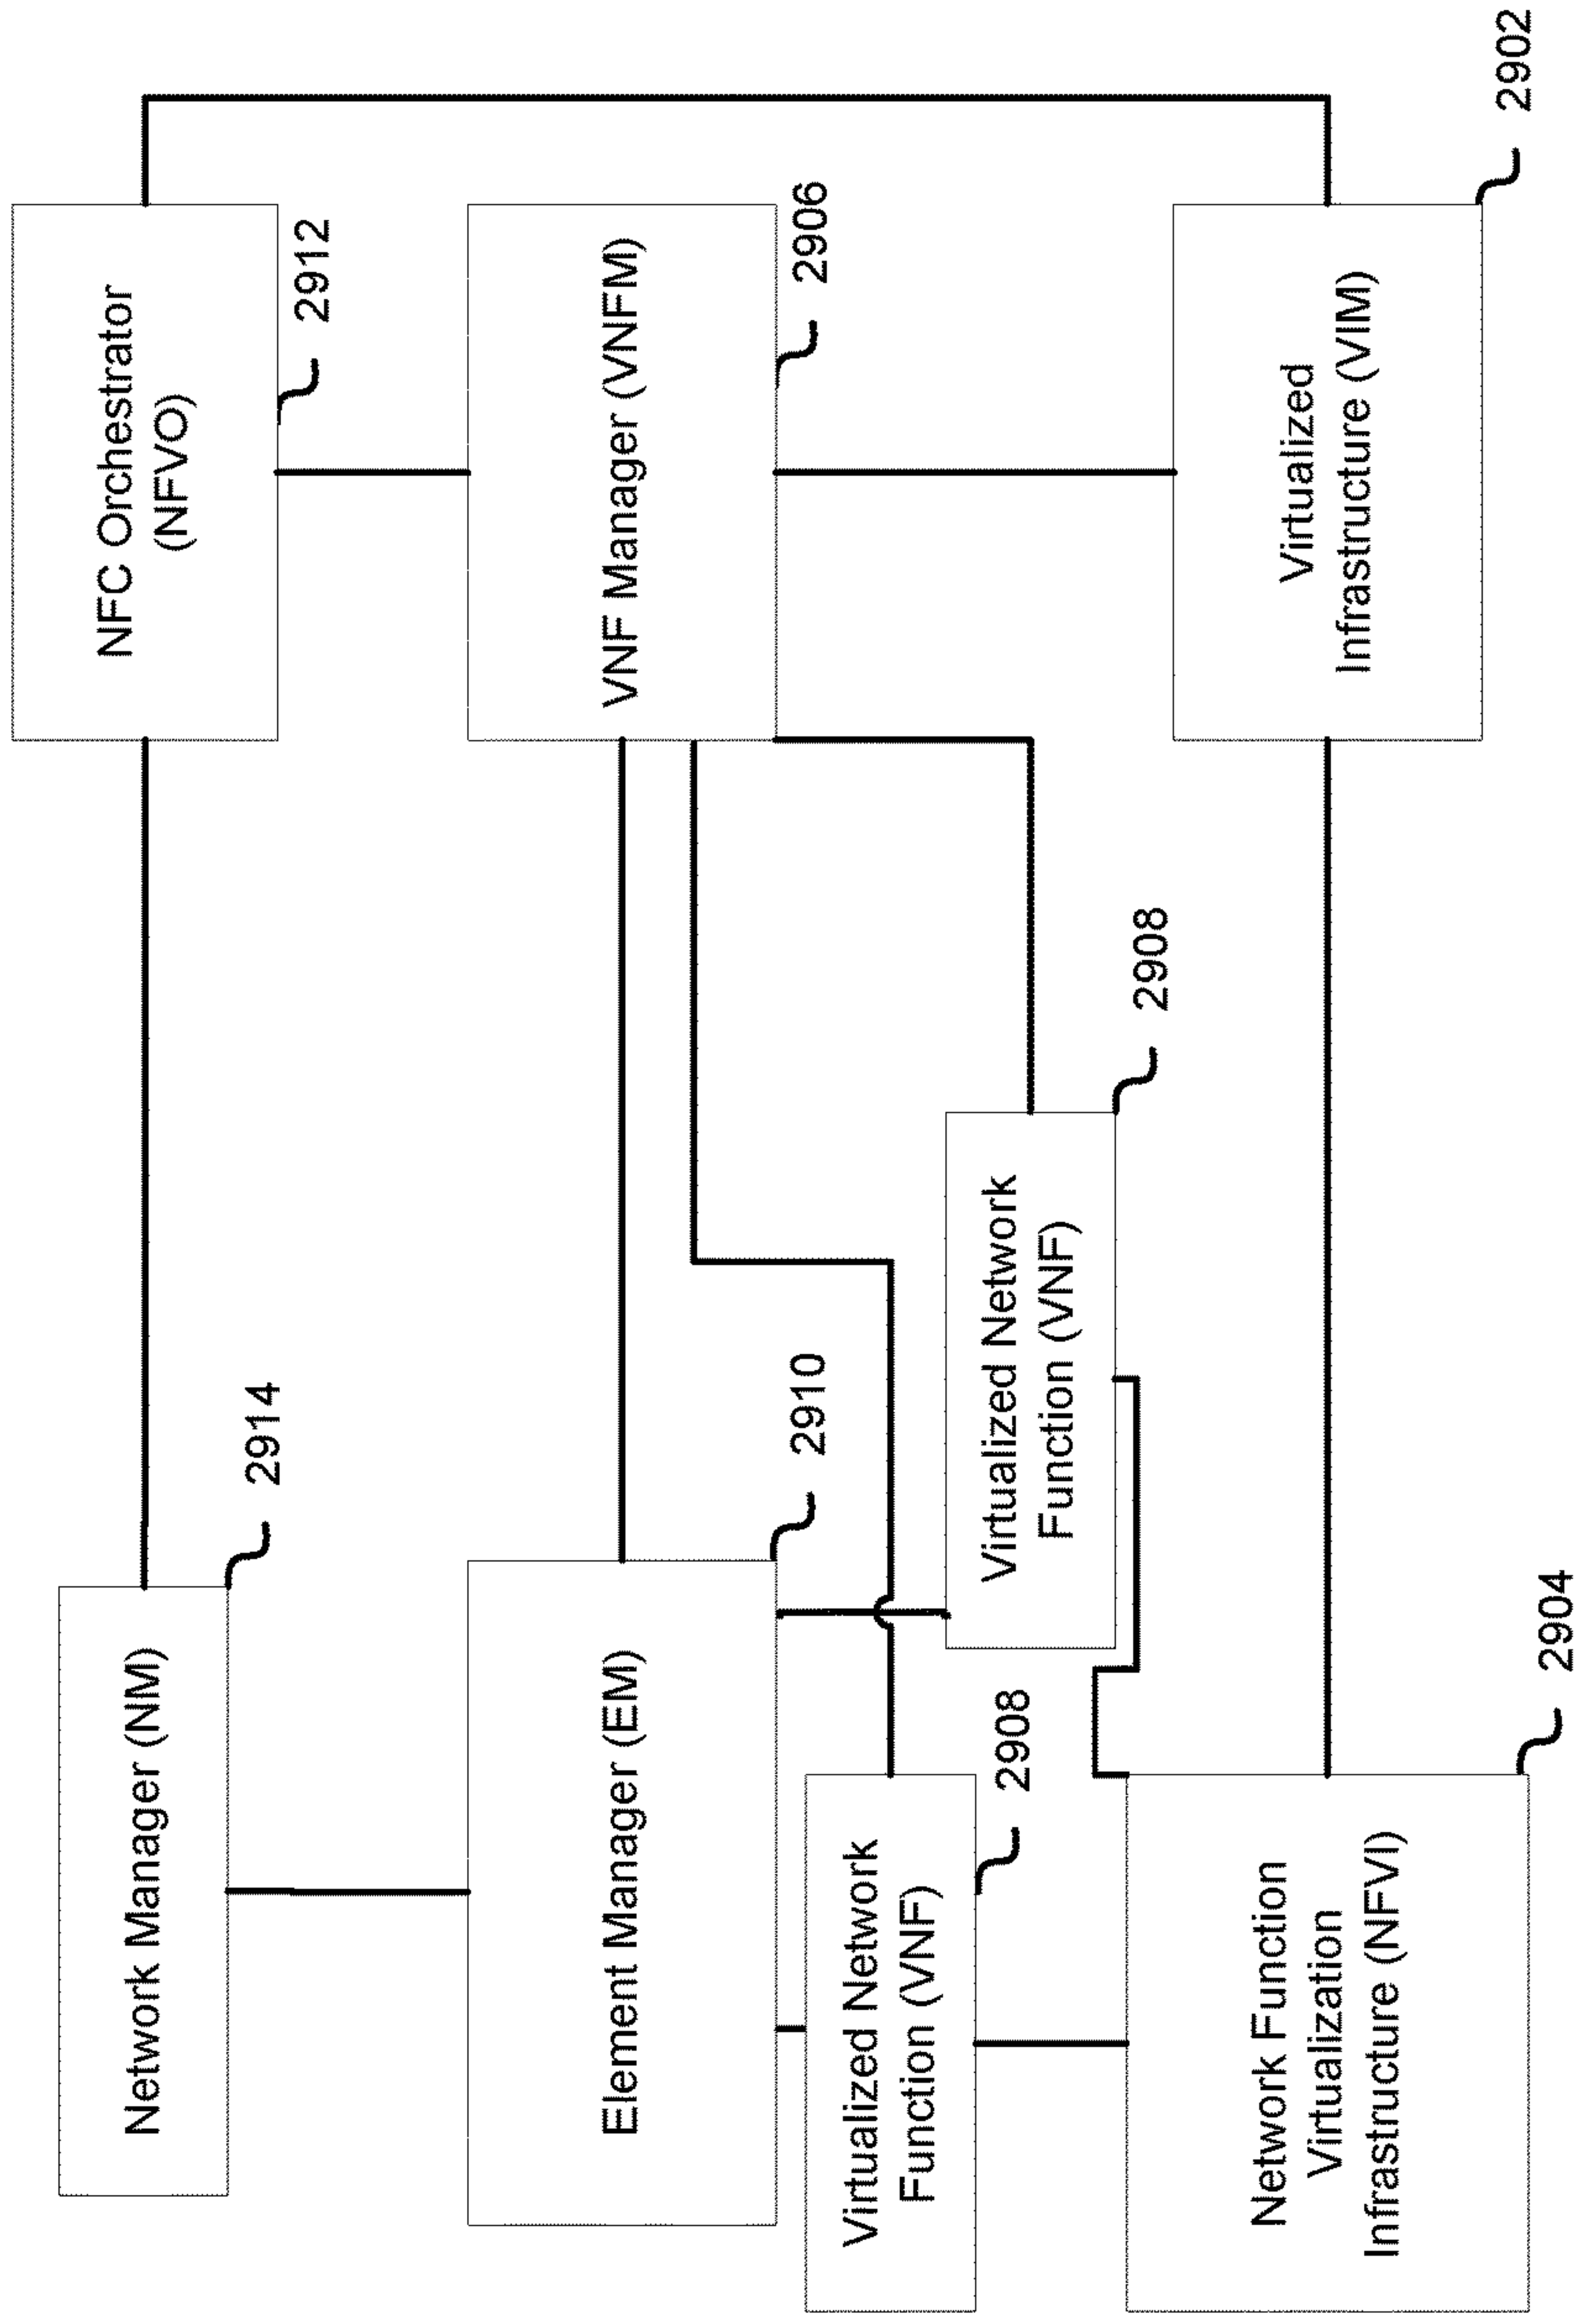 Network Manager (NM)
2914
NFC Orchestrator
(NFVO)
2912
Element Manager (EM)
2910
VNF Manager (VNFM)
2906
Virtualized Network
Function (VNF)
2908
Virtualized Network
Function (VNF)
2908
Network Function
Virtualization
Infrastructure (NFVI)
2904
Virtualized
Infrastructure (VIM)
2902